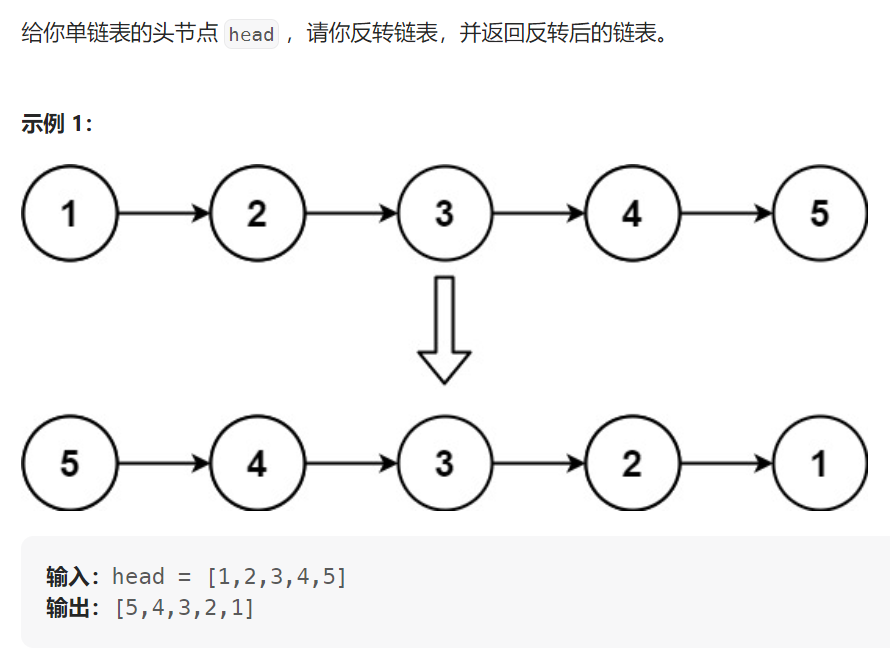 给你单链表的头节点 head ，请你反转链表，并返回反转后的链表。
示例 1：
1 2 3 4 5
5 4 3 2 1
输入：head = [1,2,3,4,5]
输出：[5,4,3,2,1]